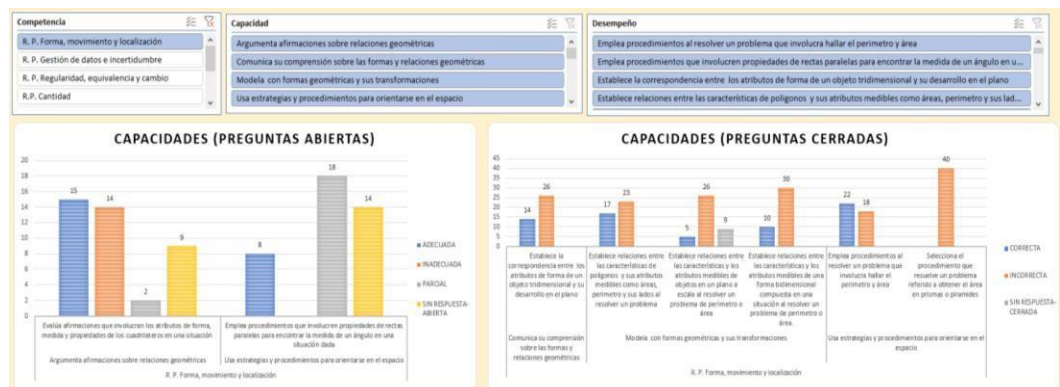 Competencia
R. P. Forma, movimiento y localización
R. P. Gestión de datos e incertidumbre
R. P. Regularidad, equivalencia y cambio
R.P. Cantidad
Capacidad
Argumenta afirmaciones sobre relaciones geométricas
Comunica su comprensión sobre las formas y relaciones geométricas
Modela con formas geométricas y sus transformaciones
Usa estrategias y procedimientos para orientarse en el espacio
Desempeño
Emplea procedimientos al resolver un problema que involucra hallar el perimetro y área
Emplea procedimientos que involucren propiedades de rectas paralelas para encontrar la medida de un ángulo en u...
Establece la correspondencia entre los atributos de forma de un objeto tridimensional y su desarrollo en el plano
Establece relaciones entre las características de polígonos y sus atributos medibles como áreas, perimetro y sus lad...
CAPACIDADES (PREGUNTAS ABIERTAS)
20
18
16
14
12
10
8
6
4
2
0
15
14
2
9
8
18
14
ADECUADA
INADECUADA
PARCIAL
SIN RESPUESTA-
ABIERTA
Evalúa afirmaciones que involucran los atributos de forma,
medida y propiedades de los cuadriláteros en una situación
Emplea procedimientos que involucren propiedades de rectas
paralelas para encontrar la medida de un ángulo en una
situación dada
Argumenta afirmaciones sobre relaciones geométricas
Usa estrategias y procedimientos para orientarse en el espacio
R. P. Forma, movimiento y localización
CAPACIDADES (PREGUNTAS CERRADAS)
45
40
35
30
25
20
15
10
5
0
14
26
17
23
5
26
9
10
30
22
18
40
CORRECTA
INCORRECTA
SIN RESPUESTA-
CERRADA
Establece la
correspondencia entre los
atributos de forma de un
objeto tridimensional y su
desarrollo en el plano
Establece relaciones entre
las características de
polígonos y sus atributos
medibles como áreas,
perimetro y sus lados al
resolver un problema
Establece relaciones entre
las características y los
atributos medibles de
objetos en un plano a
escala al resolver un
problema de perimetro o
área
Establece relaciones entre
las características y los
atributos medibles de una
forma bidimensional
compuesta en una
situación al resolver un
problema de perimetro o
área.
Emplea procedimientos al
resolver un problema que
involucra hallar el
perimetro y área
Selecciona el
procedimiento que
resuelve un problema
referido a obtener el área
en prismas o pirámides
Comunica su comprensión
sobre las formas y
relaciones geométricas
Modela con formas geométricas y sus transformaciones
Usa estrategias y procedimientos para orientarse en el
espacio
R. P. Forma, movimiento y localización